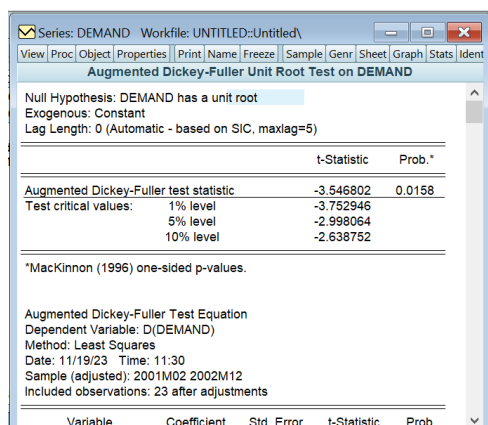 Series: DEMAND Workfile: UNTITLED::Untitled\
View Proc Object Properties Print Name Freeze Sample Genr Sheet Graph Stats Ident
Augmented Dickey-Fuller Unit Root Test on DEMAND
Null Hypothesis: DEMAND has a unit root
Exogenous: Constant
Lag Length: 0 (Automatic - based on SIC, maxlag=5)
t-Statistic Prob.*
Augmented Dickey-Fuller test statistic -3.546802 0.0158
Test critical values: 1% level -3.752946
5% level -2.998064
10% level -2.638752
*MacKinnon (1996) one-sided p-values.
Augmented Dickey-Fuller Test Equation
Dependent Variable: D(DEMAND)
Method: Least Squares
Date: 11/19/23 Time: 11:30
Sample (adjusted): 2001M02 2002M12
Included observations: 23 after adjustments
Variable Coefficient Std. Error t-Statistic Prob.